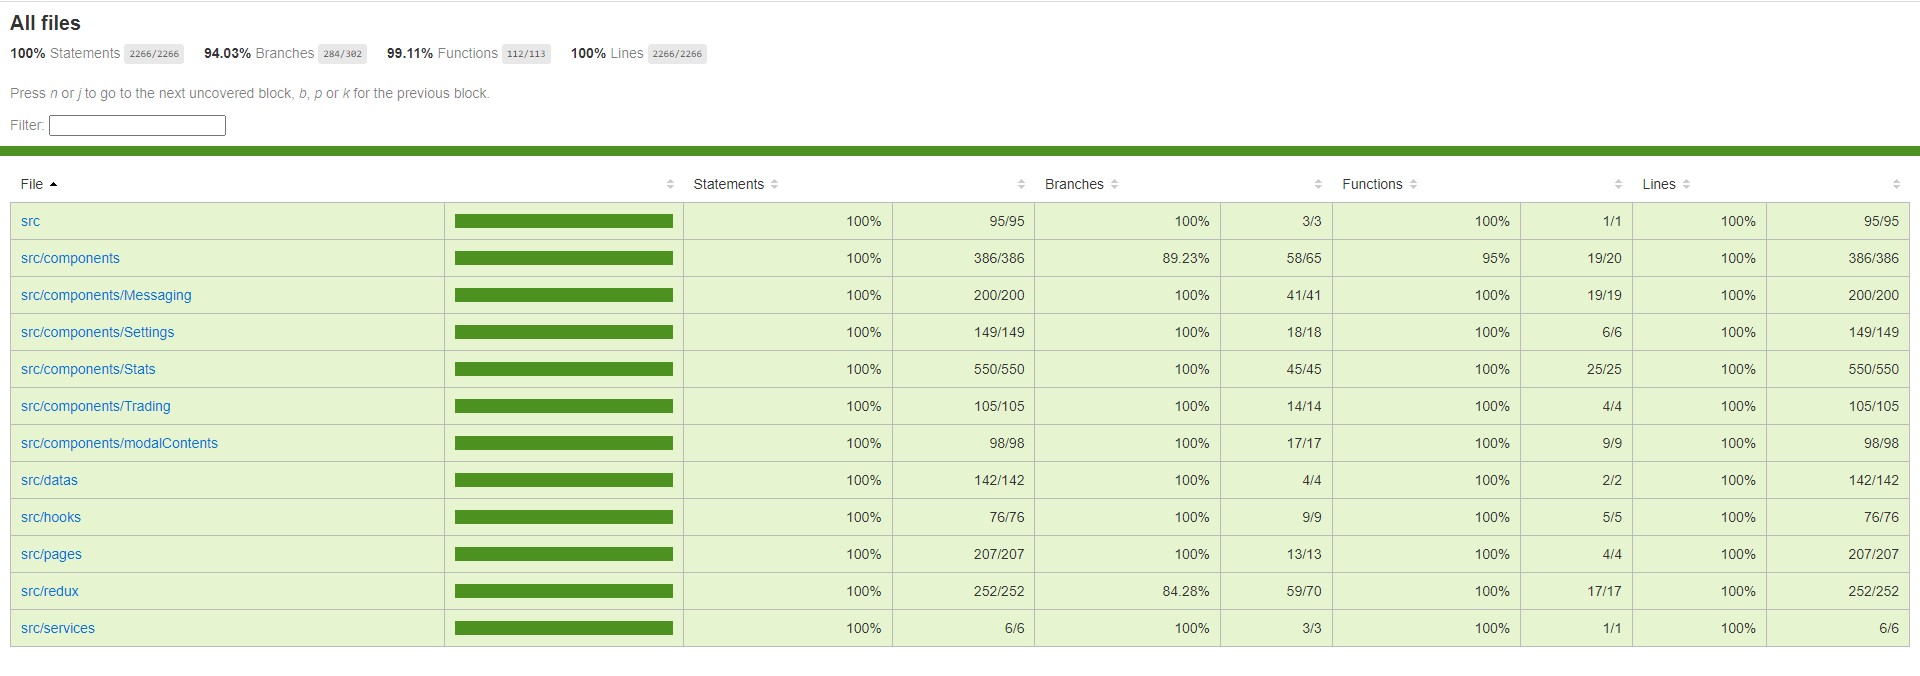 All files
100% Statements 2266/2266 94.03% Branches 284/302 99.11% Functions 112/113 100% Lines 2266/2266
Press n or j to go to the next uncovered block, b, p or k for the previous block.
Filter:
File Statements Branches Functions Lines
src 100% 95/95 100% 3/3 100% 1/1 100% 95/95
src/components 100% 386/386 89.23% 58/65 95% 19/20 100% 386/386
src/components/Messaging 100% 200/200 100% 41/41 100% 19/19 100% 200/200
src/components/Settings 100% 149/149 100% 18/18 100% 6/6 100% 149/149
src/components/Stats 100% 550/550 100% 45/45 100% 25/25 100% 550/550
src/components/Trading 100% 105/105 100% 14/14 100% 4/4 100% 105/105
src/components/modalContents 100% 98/98 100% 17/17 100% 9/9 100% 98/98
src/datas 100% 142/142 100% 4/4 100% 2/2 100% 142/142
src/hooks 100% 76/76 100% 9/9 100% 5/5 100% 76/76
src/pages 100% 207/207 100% 13/13 100% 4/4 100% 207/207
src/redux 100% 252/252 84.28% 59/70 100% 17/17 100% 252/252
src/services 100% 6/6 100% 3/3 100% 1/1 100% 6/6